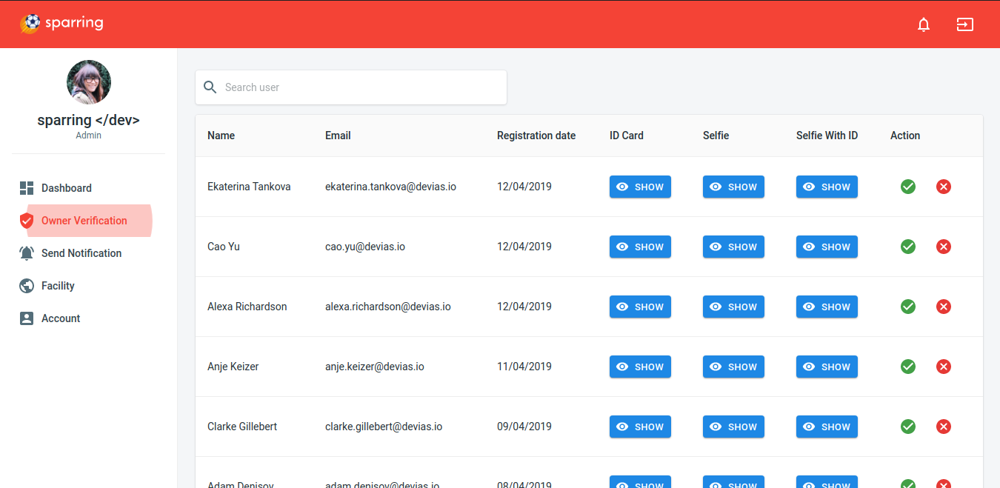 sparring
sparring </dev>
Admin
Dashboard
Owner Verification
Send Notification
Facility
Account
Search user
Name Email Registration date ID Card Selfie Selfie With ID Action
Ekaterina Tankova ekaterina.tankova@devias.io 12/04/2019 SHOW SHOW SHOW
Cao Yu cao.yu@devias.io 12/04/2019 SHOW SHOW SHOW
Alexa Richardson alexa.richardson@devias.io 12/04/2019 SHOW SHOW SHOW
Anje Keizer anje.keizer@devias.io 11/04/2019 SHOW SHOW SHOW
Clarke Gillebert clarke.gillebert@devias.io 09/04/2019 SHOW SHOW SHOW
Adam Denisov adam.denisov@devias.io 08/04/2019 SHOW SHOW SHOW